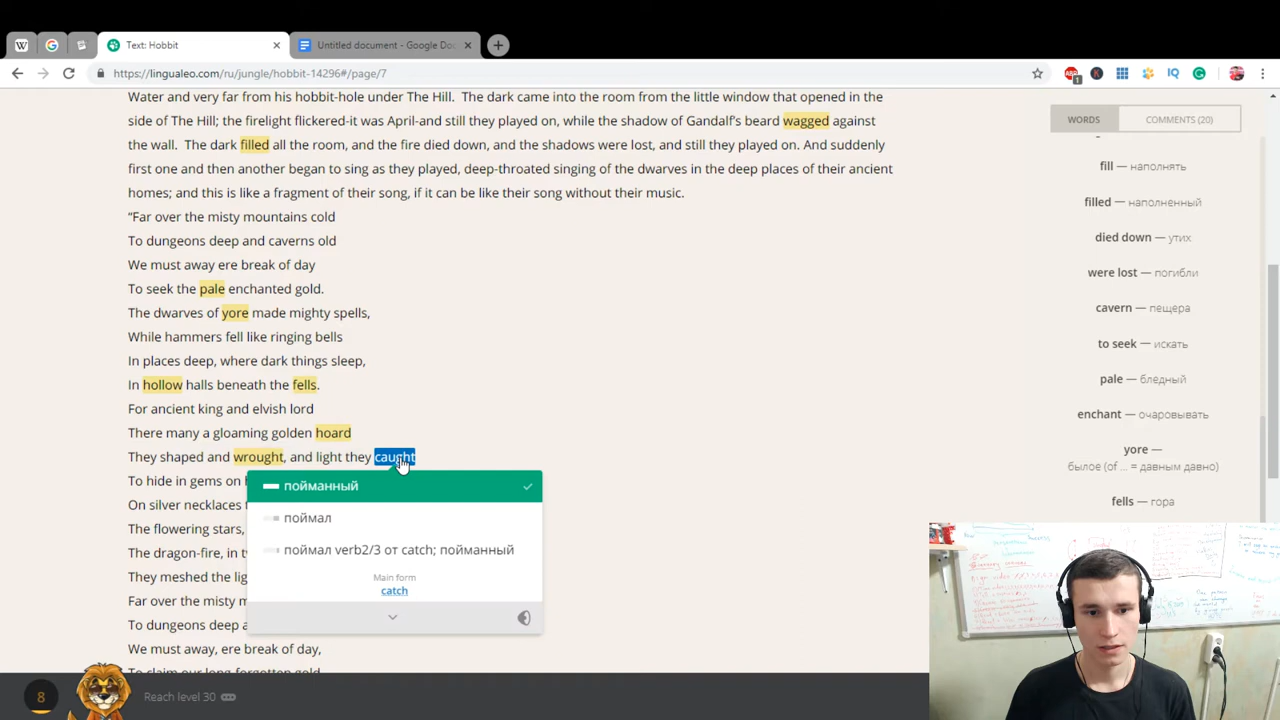 Text: Hobbit
Untitled document - Google Doc
https://lingualeo.com/ru/jungle/hobbit-14296#/page/7
1
IQ
Water and very far from his hobbit-hole under The Hill. The dark came into the room from the little window that opened in the
side of The Hill; the firelight flickered-it was April-and still they played on, while the shadow of Gandalf's beard wagged against
the wall. The dark filled all the room, and the fire died down, and the shadows were lost, and still they played on. And suddenly
first one and then another began to sing as they played, deep-throated singing of the dwarves in the deep places of their ancient
homes; and this is like a fragment of their song, if it can be like their song without their music.
“Far over the misty mountains cold
To dungeons deep and caverns old
We must away ere break of day
To seek the pale enchanted gold.
The dwarves of yore made mighty spells,
While hammers fell like ringing bells
In places deep, where dark things sleep,
In hollow halls beneath the fells.
For ancient king and elvish lord
There many a gloaming golden hoard
They shaped and wrought, and light they caught
To hide in gems on
On silver necklaces
The flowering stars,
The dragon-fire, in
They meshed the
Far over the misty
To dungeons deep
We must away, ere break of day,
To claim our long-forgotten gold
пойманный
поймал
поймал verb2/3 от catch; пойманный
Main form
catch
WORDS
COMMENTS (20)
fill — наполнять
filled — наполненный
died down — утих
were lost — погибли
cavern — пещера
to seek — искать
pale — бледный
enchant — очаровывать
yore —
былое (of ... = давным давно)
fells — гора
8
Reach level 30